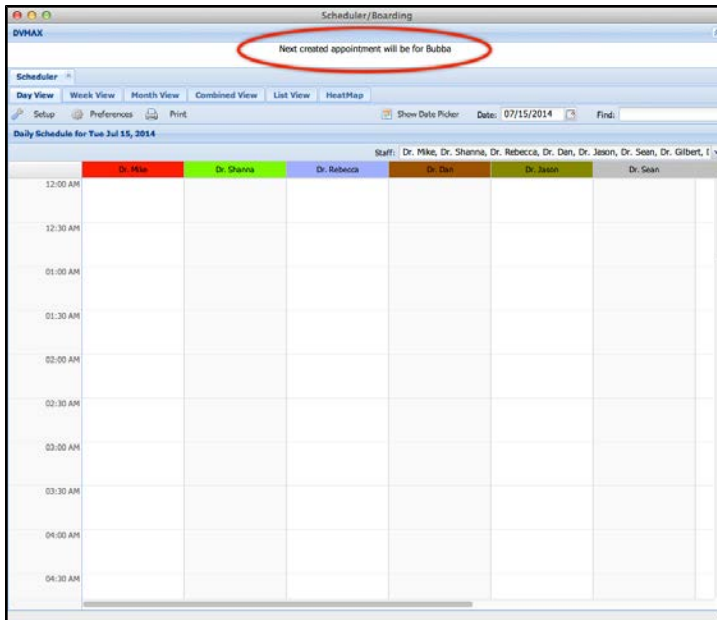 Scheduler/Boarding
DVMAX
Next created appointment will be for Bubba
Scheduler
Day View Week View Month View Combined View List View HeatMap
Setup Preferences Print Show Date Picker Date: 07/15/2014 Find:
Daily Schedule for Tue Jul 15, 2014
Staff: Dr. Mike, Dr. Shanna, Dr. Rebecca, Dr. Dan, Dr. Jason, Dr. Sean, Dr. Gilbert,
Dr. Mike Dr. Shanna Dr. Rebecca Dr. Dan Dr. Jason Dr. Sean
12:00 AM
12:30 AM
01:00 AM
01:30 AM
02:00 AM
02:30 AM
03:00 AM
03:30 AM
04:00 AM
04:30 AM